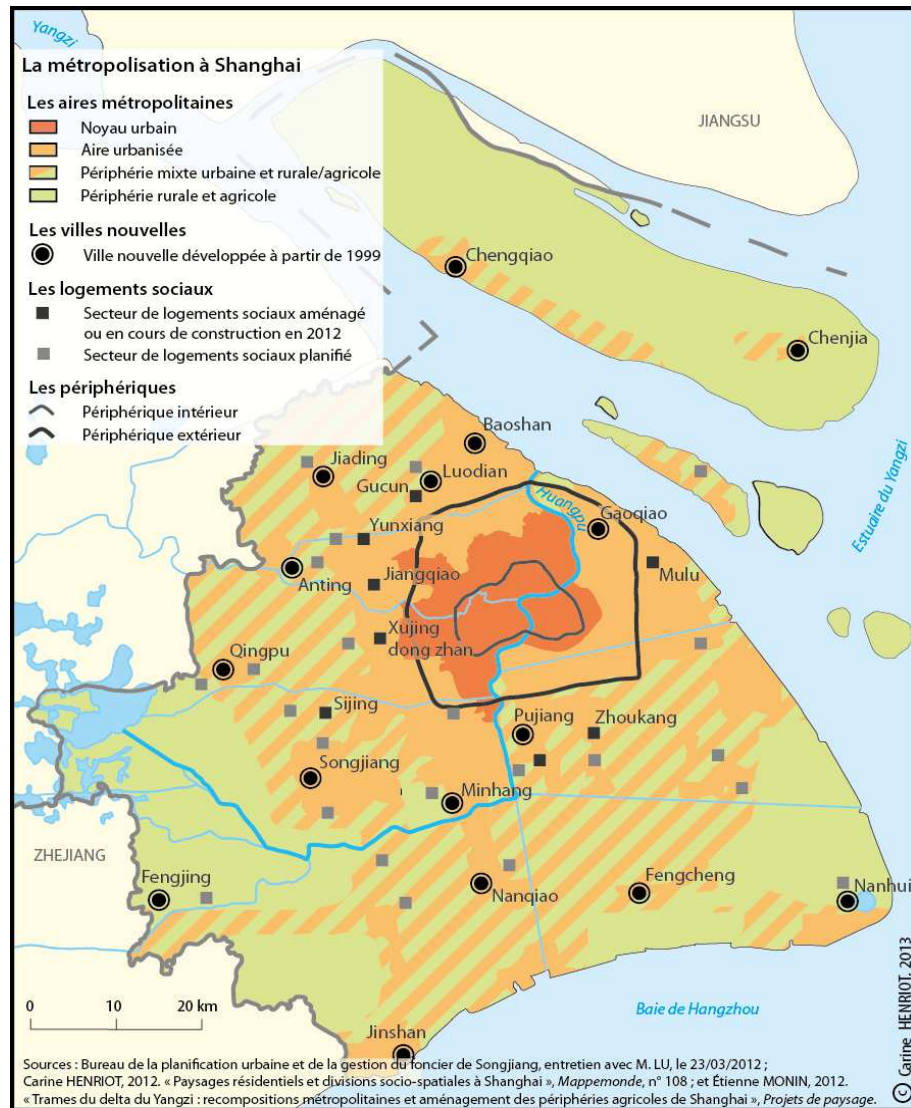 Yangzi
La métropolisation à Shanghai
Les aires métropolitaines
Noyau urbain
Aire urbanisée
Périphérie mixte urbaine et rurale/agricole
Périphérie rurale et agricole
Les villes nouvelles
Ville nouvelle développée à partir de 1999
Les logements sociaux
Secteur de logements sociaux aménagé
ou en cours de construction en 2012
Secteur de logements sociaux planifié
Les périphériques
Périphérique intérieur
Périphérique extérieur
JIANGSU
Chengqiao
Chenjia
Baoshan
Jiading
Luodian
Gucun
Huangpu
Gaoqiao
Estuaire du Yangzi
Yunxiang
Anting
Jiangqiao
Mulu
Xujing
dong zhan
Qingpu
Sijing
Pujiang
Zhoukang
Songjiang
Minhang
ZHEJIANG
Fengjing
Nanqiao
Fengcheng
Nanhui
0 10 20 km
Baie de Hangzhou
Jinshan
Sources : Bureau de la planification urbaine et de la gestion du foncier de Songjiang, entretien avec M. LU, le 23/03/2012 ;
Carine HENRIOT, 2012. « Paysages résidentiels et divisions socio-spatiales à Shanghai », Mappemonde, n° 108 ; et Étienne MONIN, 2012.
« Trames du delta du Yangzi : recompositions métropolitaines et aménagement des périphéries agricoles de Shanghai », Projets de paysage.
© Carine HENRIOT, 2013